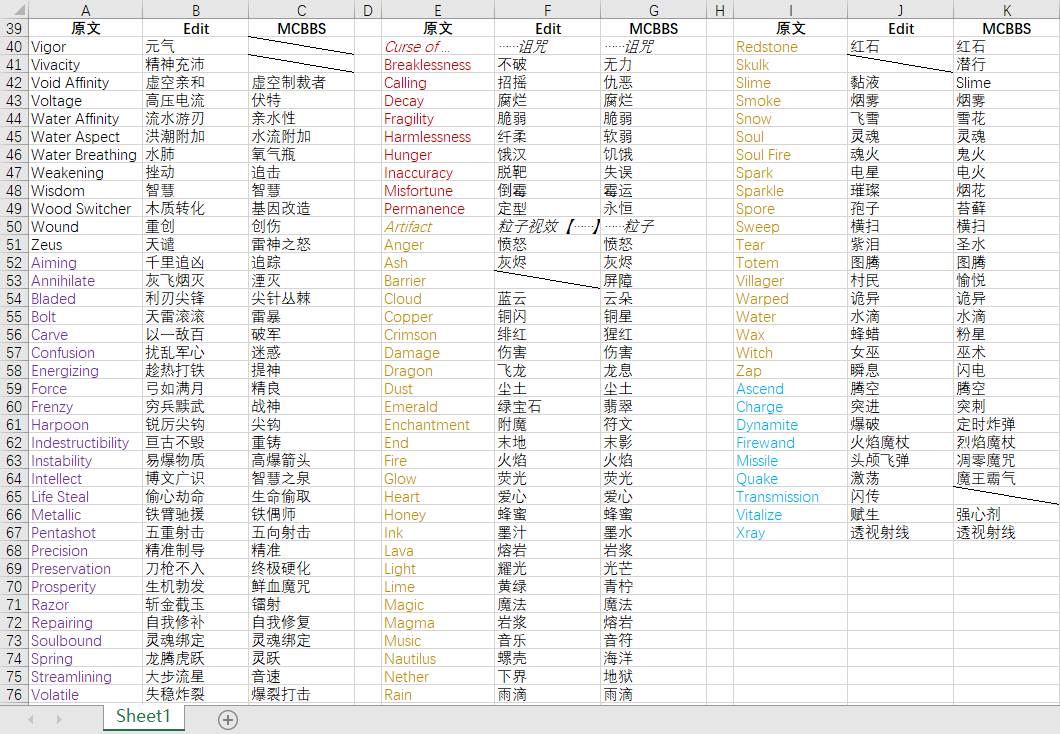 A B C D E F G H I J K
39 原文 Edit MCBBS 原文 Edit MCBBS 原文 Edit MCBBS
40 Vigor 元气 Curse of ... ······诅咒 ······诅咒 Redstone 红石 红石
41 Vivacity 精神充沛 Breaklessness 不破 无力 Skulk 潜行
42 Void Affinity 虚空亲和 虚空制裁者 Calling 招摇 仇恶 Slime 黏液 Slime
43 Voltage 高压电流 伏特 Decay 腐烂 腐烂 Smoke 烟雾 烟雾
44 Water Affinity 流水游刃 亲水性 Fragility 脆弱 脆弱 Snow 飞雪 雪花
45 Water Aspect 洪潮附加 水流附加 Harmlessness 纤柔 软弱 Soul 灵魂 灵魂
46 Water Breathing 水肺 氧气瓶 Hunger 饿汉 饥饿 Soul Fire 魂火 鬼火
47 Weakening 挫动 追击 Inaccuracy 脱靶 失误 Spark 电星 电火
48 Wisdom 智慧 智慧 Misfortune 倒霉 霉运 Sparkle 璀璨 烟花
49 Wood Switcher 木质转化 基因改造 Permanence 定型 永恒 Spore 孢子 苔藓
50 Wound 重创 创伤 Artifact 粒子视效【······】 ······粒子 Sweep 横扫 横扫
51 Zeus 天谴 雷神之怒 Anger 愤怒 愤怒 Tear 紫泪 圣水
52 Aiming 千里追凶 追踪 Ash 灰烬 灰烬 Totem 图腾 图腾
53 Annihilate 灰飞烟灭 湮灭 Barrier 屏障 Villager 村民 愉悦
54 Bladed 利刃尖锋 尖针丛棘 Cloud 蓝云 云朵 Warped 诡异 诡异
55 Bolt 天雷滚滚 雷暴 Copper 铜闪 铜星 Water 水滴 水滴
56 Carve 以一敌百 破军 Crimson 绯红 猩红 Wax 蜂蜡 粉星
57 Confusion 扰乱军心 迷惑 Damage 伤害 伤害 Witch 女巫 巫术
58 Energizing 趁热打铁 提神 Dragon 飞龙 龙息 Zap 瞬息 闪电
59 Force 弓如满月 精良 Dust 尘土 尘土 Ascend 腾空 腾空
60 Frenzy 穷兵黩武 战神 Emerald 绿宝石 翡翠 Charge 突进 突刺
61 Harpoon 锐厉尖钩 尖钩 Enchantment 附魔 符文 Dynamite 爆破 定时炸弹
62 Indestructibility 亘古不毁 重铸 End 末地 末影 Firewand 火焰魔杖 烈焰魔杖
63 Instability 易爆物质 高爆箭头 Fire 火焰 火焰 Missile 头颅飞弹 凋零魔咒
64 Intellect 博文广识 智慧之泉 Glow 荧光 荧光 Quake 激荡 魔王霸气
65 Life Steal 偷心劫命 生命偷取 Heart 爱心 爱心 Transmission 闪传
66 Metallic 铁臂驰援 铁偶师 Honey 蜂蜜 蜂蜜 Vitalize 赋生 强心剂
67 Pentashot 五重射击 五向射击 Ink 墨汁 墨水 Xray 透视射线 透视射线
68 Precision 精准制导 精准 Lava 熔岩 岩浆
69 Preservation 刀枪不入 终极硬化 Light 耀光 光芒
70 Prosperity 生机勃发 鲜血魔咒 Lime 黄绿 青柠
71 Razor 斩金截玉 镭射 Magic 魔法 魔法
72 Repairing 自我修补 自我修复 Magma 岩浆 熔岩
73 Soulbound 灵魂绑定 灵魂绑定 Music 音乐 音符
74 Spring 龙腾虎跃 灵跃 Nautilus 螺壳 海洋
75 Streamlining 大步流星 音速 Nether 下界 地狱
76 Volatile 失稳炸裂 爆裂打击 Rain 雨滴 雨滴
Sheet1